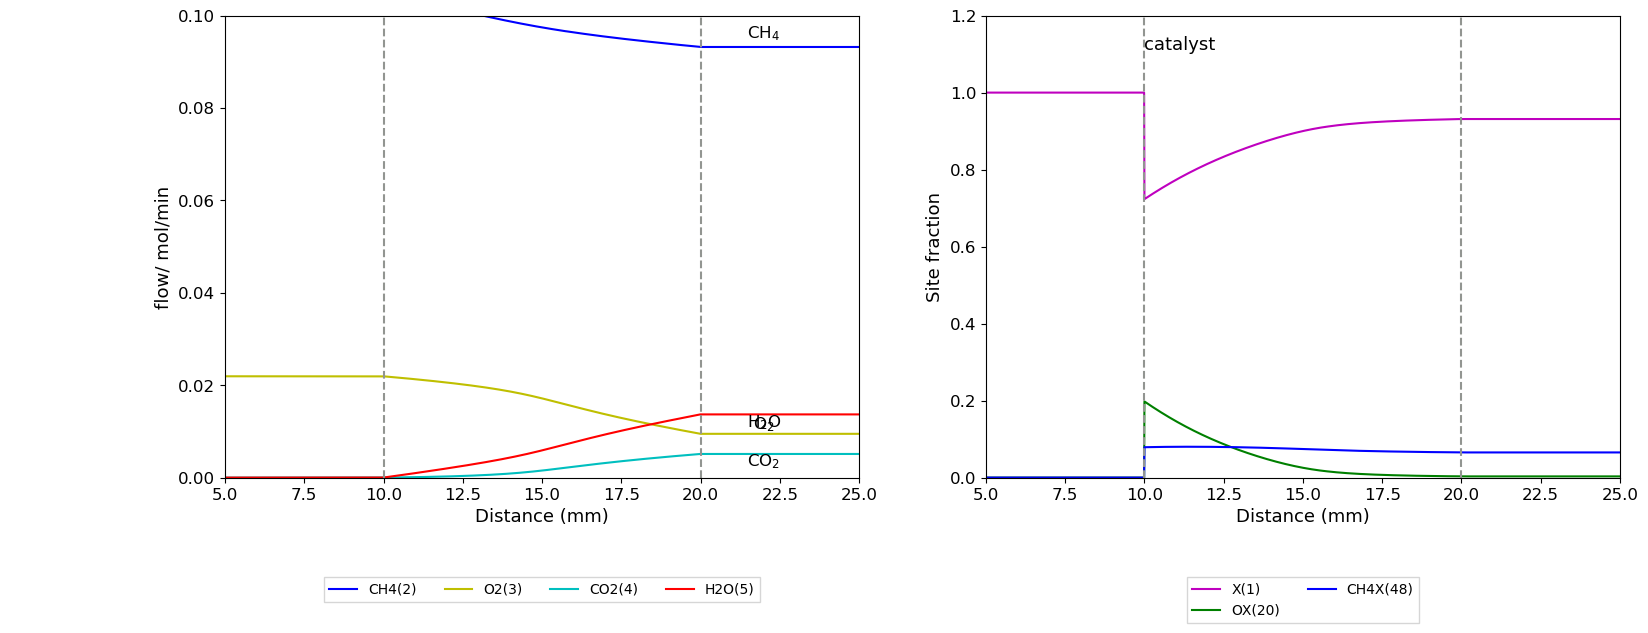 0.10
0.08
0.06
0.04
0.02
0.00
flow/ mol/min
CH₄
H₂O
O₂
CO₂
5.0 7.5 10.0 12.5 15.0 17.5 20.0 22.5 25.0
Distance (mm)
CH4(2) O2(3) CO2(4) H2O(5)
1.2
1.0
0.8
0.6
0.4
0.2
0.0
Site fraction
catalyst
5.0 7.5 10.0 12.5 15.0 17.5 20.0 22.5 25.0
Distance (mm)
X(1) CH4X(48)
OX(20)